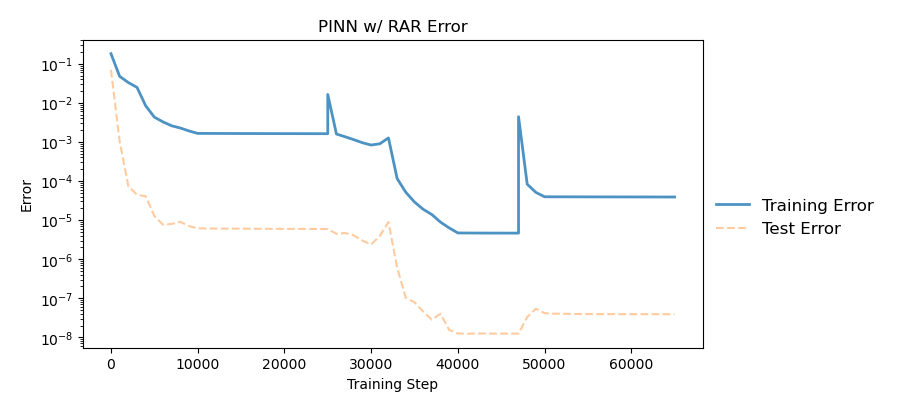 PINN w/ RAR Error
Error
10⁻¹
10⁻²
10⁻³
10⁻⁴
10⁻⁵
10⁻⁶
10⁻⁷
10⁻⁸
0 10000 20000 30000 40000 50000 60000
Training Step
Training Error
Test Error